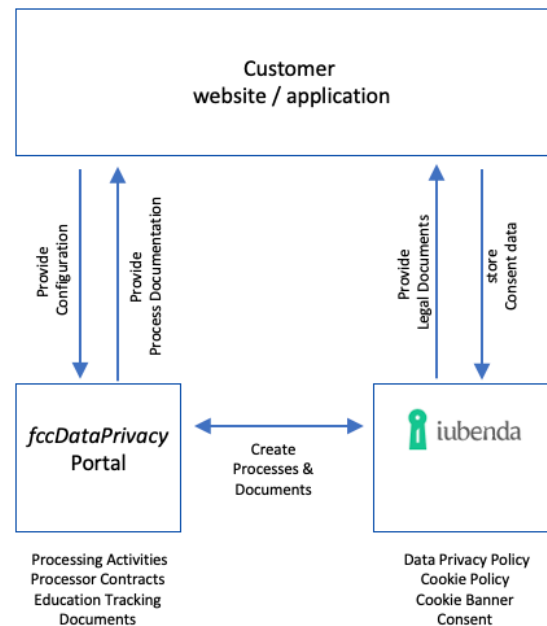 Customer
website / application
Provide
Configuration
Provide
Process Documentation
Provide
Legal Documents
store
Consent data
fccDataPrivacy
Portal
Create
Processes &
Documents
iubenda
Processing Activities
Processor Contracts
Education Tracking
Documents
Data Privacy Policy
Cookie Policy
Cookie Banner
Consent